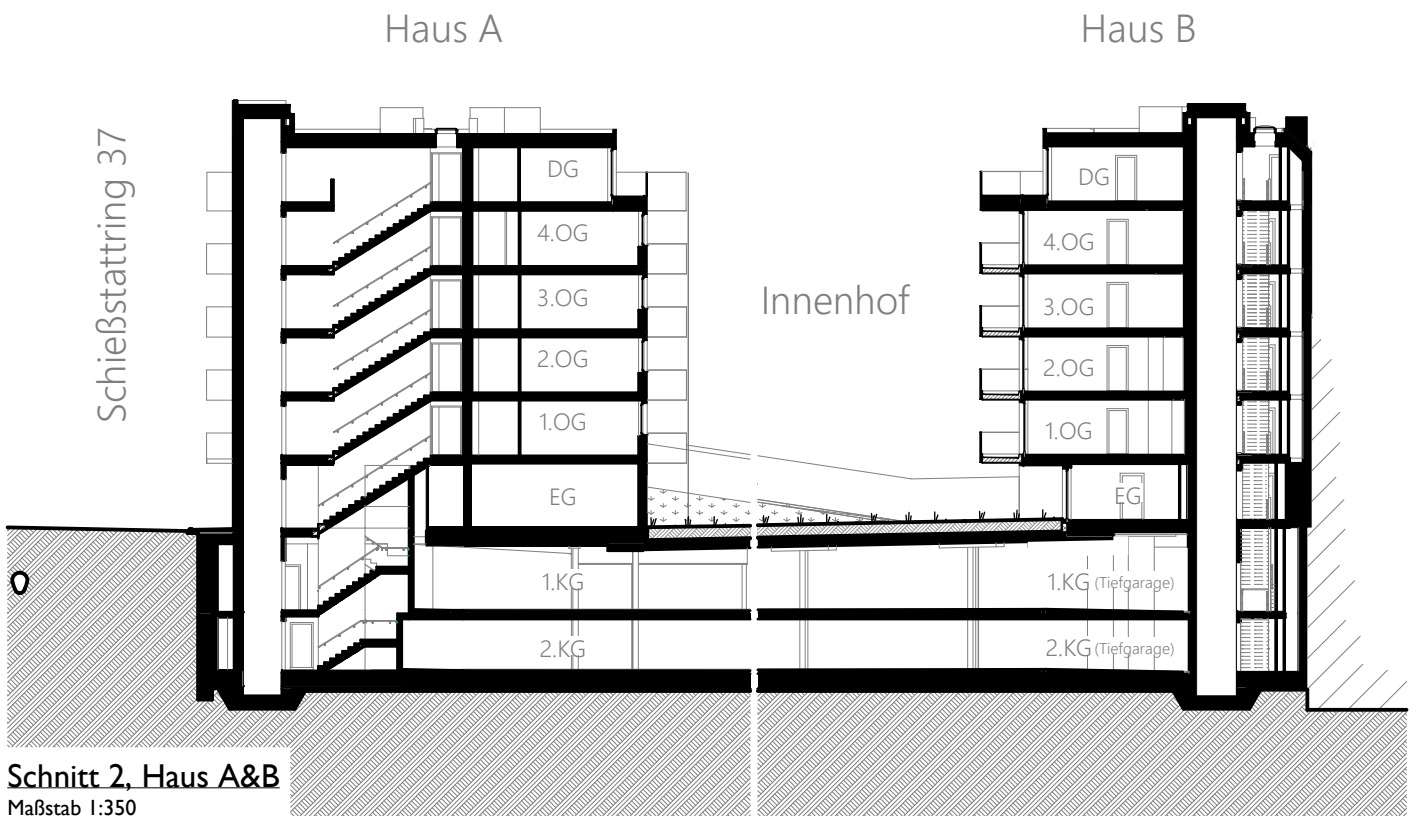 Haus A
Haus B
Schießstattring 37
Innenhof
DG
4.OG
3.OG
2.OG
1.OG
EG
1.KG
2.KG
DG
4.OG
3.OG
2.OG
1.OG
EG
1.KG (Tiefgarage)
2.KG (Tiefgarage)
Schnitt 2, Haus A&B
Maßstab 1:350